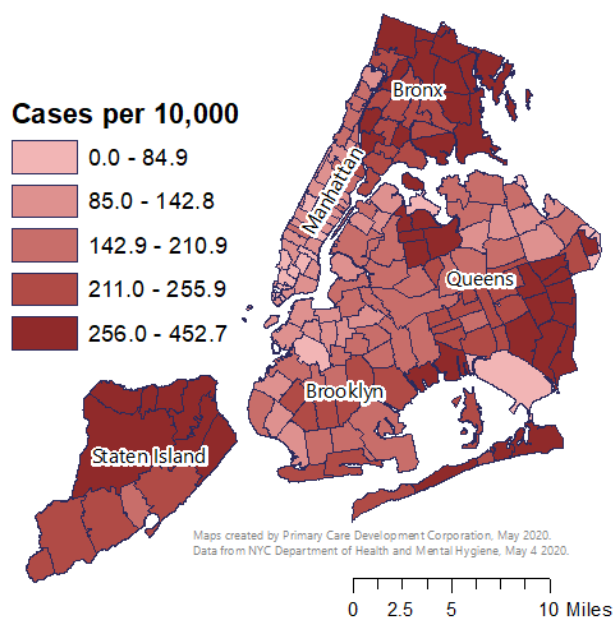 Cases per 10,000
0.0 - 84.9
85.0 - 142.8
142.9 - 210.9
211.0 - 255.9
256.0 - 452.7
Bronx
Manhattan
Queens
Brooklyn
Staten Island
Maps created by Primary Care Development Corporation, May 2020.
Data from NYC Department of Health and Mental Hygiene, May 4 2020.
0 2.5 5 10 Miles